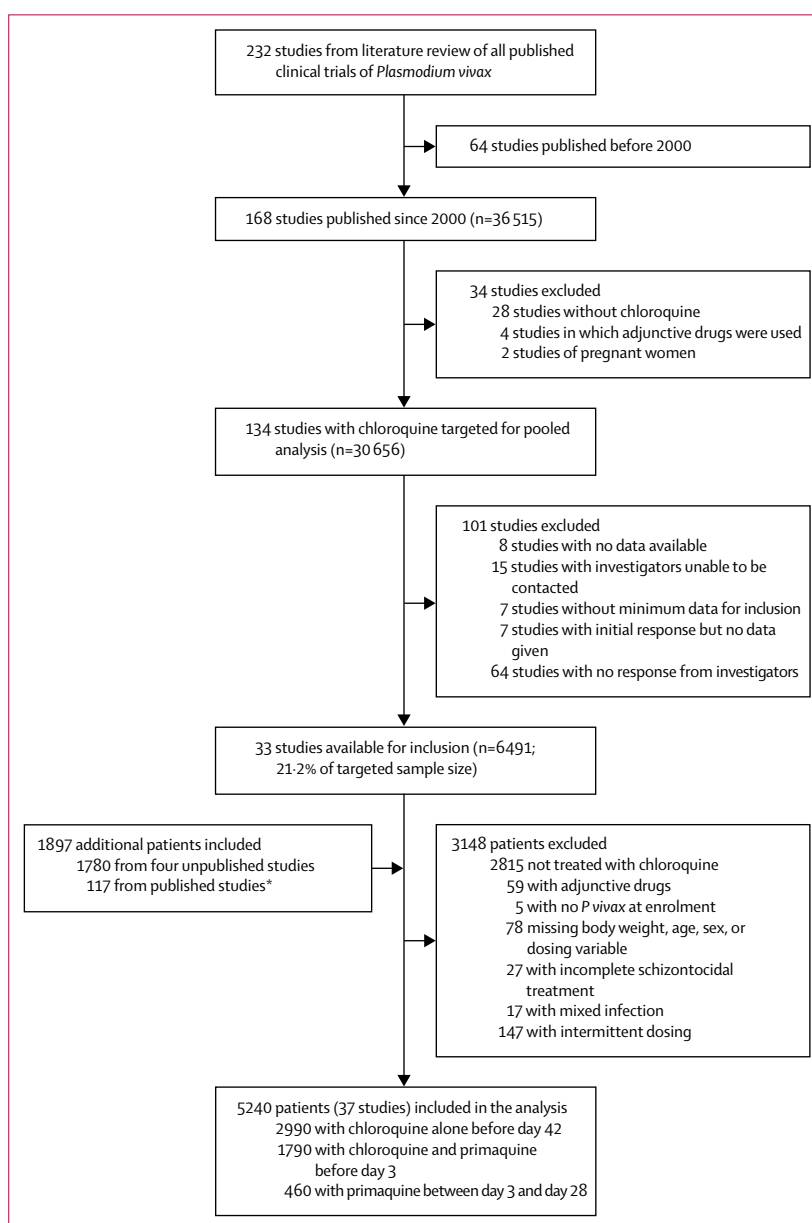 232 studies from literature review of all published
clinical trials of Plasmodium vivax
64 studies published before 2000
168 studies published since 2000 (n=36 515)
34 studies excluded
28 studies without chloroquine
4 studies in which adjunctive drugs were used
2 studies of pregnant women
134 studies with chloroquine targeted for pooled
analysis (n=30 656)
101 studies excluded
8 studies with no data available
15 studies with investigators unable to be
contacted
7 studies without minimum data for inclusion
7 studies with initial response but no data
given
64 studies with no response from investigators
33 studies available for inclusion (n=6491;
21·2% of targeted sample size)
1897 additional patients included
1780 from four unpublished studies
117 from published studies*
3148 patients excluded
2815 not treated with chloroquine
59 with adjunctive drugs
5 with no P vivax at enrolment
78 missing body weight, age, sex, or
dosing variable
27 with incomplete schizontocidal
treatment
17 with mixed infection
147 with intermittent dosing
5240 patients (37 studies) included in the analysis
2990 with chloroquine alone before day 42
1790 with chloroquine and primaquine
before day 3
460 with primaquine between day 3 and day 28